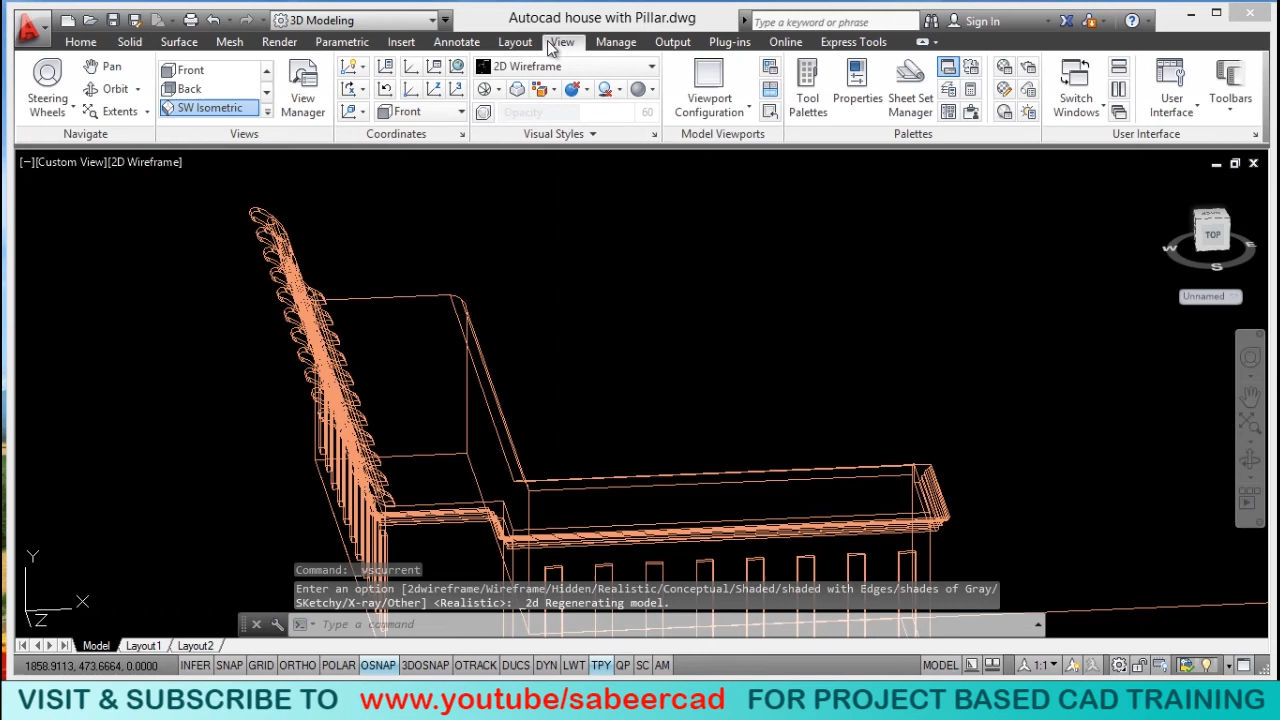 3D Modeling
Autocad house with Pillar.dwg
Type a keyword or phrase
Sign In
Home Solid Surface Mesh Render Parametric Insert Annotate Layout View Manage Output Plug-ins Online Express Tools
Steering Wheels
Pan
Orbit
Extents
Navigate
Front
Back
SW Isometric
View Manager
Views
Front
Coordinates
2D Wireframe
Opacity 60
Visual Styles
Viewport Configuration
Model Viewports
Tool Palettes
Properties
Sheet Set Manager
Palettes
Switch Windows
User Interface
Toolbars
User Interface
[−][Custom View][2D Wireframe]
TOP
W
S
E
Unnamed
Y
X
Z
Command: _vscurrent
Enter an option [2dwireframe/Wireframe/Hidden/Realistic/Conceptual/Shaded/shaded with Edges/shades of Gray/
SKetchy/X-ray/Other] <Realistic>: _2d Regenerating model.
Type a command
Model Layout1 Layout2
1858.9113, 473.6664, 0.0000 INFER SNAP GRID ORTHO POLAR OSNAP 3DOSNAP OTRACK DUCS DYN LWT TPY QP SC AM MODEL 1:1
VISIT & SUBSCRIBE TO www.youtube/sabeercad FOR PROJECT BASED CAD TRAINING